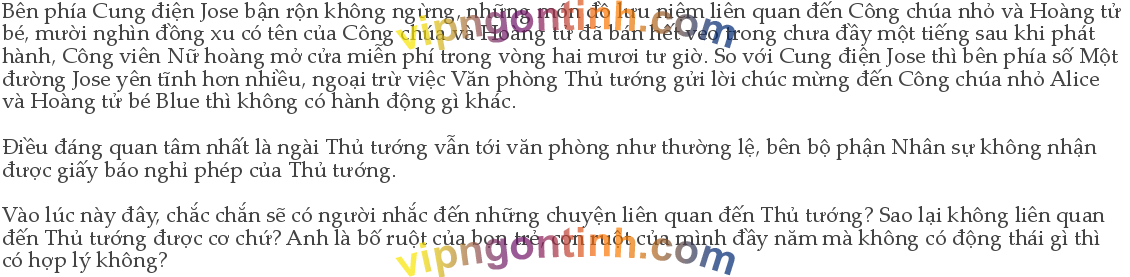 Bên phía Cung điện Jose bận rộn không ngừng, những món đồ lưu niệm liên quan đến Công chúa nhỏ và Hoàng tử
bé, mười nghìn đồng xu có tên của Công chúa và Hoàng tử đã bán hết veo trong chưa đầy một tiếng sau khi phát
hành, Công viên Nữ hoàng mở cửa miễn phí trong vòng hai mươi tư giờ. So với Cung điện Jose thì bên phía số Một
đường Jose yên tĩnh hơn nhiều, ngoại trừ việc Văn phòng Thủ tướng gửi lời chúc mừng đến Công chúa nhỏ Alice
và Hoàng tử bé Blue thì không có hành động gì khác.
Điều đáng quan tâm nhất là ngài Thủ tướng vẫn tới văn phòng như thường lệ, bên bộ phận Nhân sự không nhận
được giấy báo nghỉ phép của Thủ tướng.
Vào lúc này đây, chắc chắn sẽ có người nhắc đến những chuyện liên quan đến Thủ tướng? Sao lại không liên quan
đến Thủ tướng được cơ chứ? Anh là bố ruột của bọn trẻ, con ruột của mình đầy năm mà không có động thái gì thì
có hợp lý không?
vipngontinh.com
vipngontinh.com